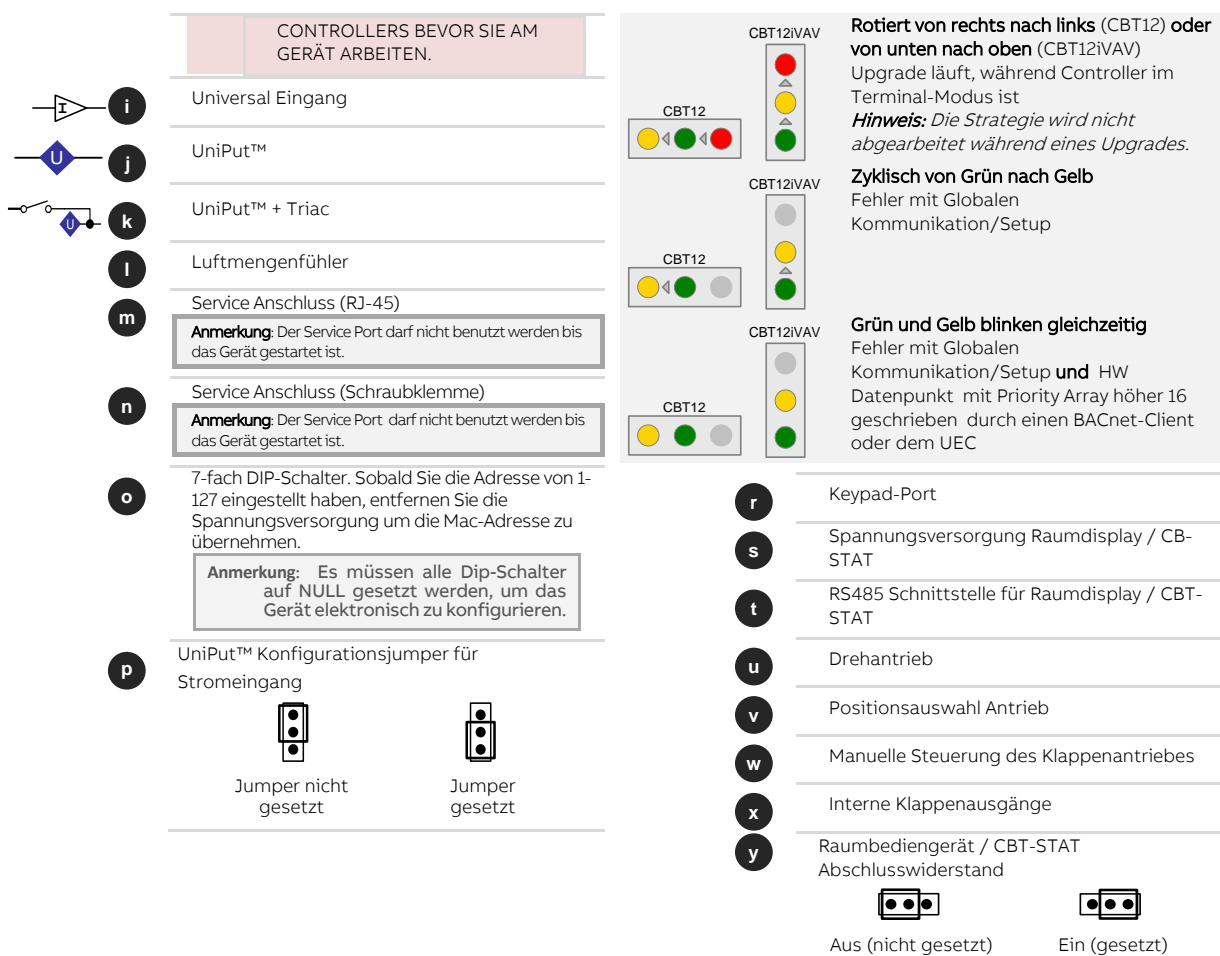 CONTROLLERS BEVOR SIE AM
GERÄT ARBEITEN.
I
i
Universal Eingang
U
j
UniPut™
U
k
UniPut™ + Triac
l
Luftmengenfühler
m
Service Anschluss (RJ-45)
Anmerkung: Der Service Port darf nicht benutzt werden bis
das Gerät gestartet ist.
n
Service Anschluss (Schraubklemme)
Anmerkung: Der Service Port darf nicht benutzt werden bis
das Gerät gestartet ist.
o
7-fach DIP-Schalter. Sobald Sie die Adresse von 1-
127 eingestellt haben, entfernen Sie die
Spannungsversorgung um die Mac-Adresse zu
übernehmen.
Anmerkung: Es müssen alle Dip-Schalter
auf NULL gesetzt werden, um das
Gerät elektronisch zu konfigurieren.
p
UniPut™ Konfigurationsjumper für
Stromeingang
Jumper nicht
gesetzt
Jumper
gesetzt
CBT12iVAV
CBT12
Rotiert von rechts nach links (CBT12) oder
von unten nach oben (CBT12iVAV)
Upgrade läuft, während Controller im
Terminal-Modus ist
Hinweis: Die Strategie wird nicht
abgearbeitet während eines Upgrades.
CBT12iVAV
CBT12
Zyklisch von Grün nach Gelb
Fehler mit Globalen
Kommunikation/Setup
CBT12iVAV
CBT12
Grün und Gelb blinken gleichzeitig
Fehler mit Globalen
Kommunikation/Setup und HW
Datenpunkt mit Priority Array höher 16
geschrieben durch einen BACnet-Client
oder dem UEC
r
Keypad-Port
s
Spannungsversorgung Raumdisplay / CB-
STAT
t
RS485 Schnittstelle für Raumdisplay / CBT-
STAT
u
Drehantrieb
v
Positionsauswahl Antrieb
w
Manuelle Steuerung des Klappenantriebes
x
Interne Klappenausgänge
y
Raumbediengerät / CBT-STAT
Abschlusswiderstand
Aus (nicht gesetzt)
Ein (gesetzt)